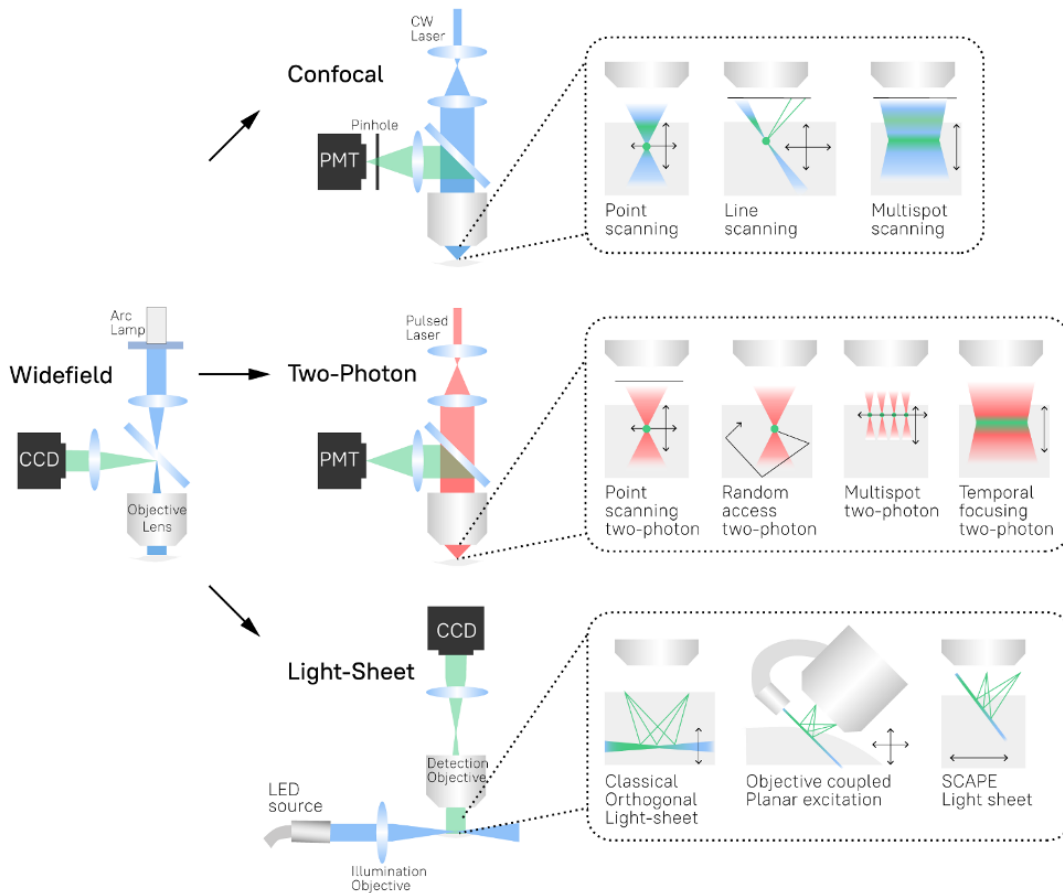 CW
Laser
Confocal
Pinhole
PMT
Point
scanning
Line
scanning
Multispot
scanning
Arc
Lamp
Widefield
CCD
Objective
Lens
Pulsed
Laser
Two-Photon
PMT
Point
scanning
two-photon
Random
access
two-photon
Multispot
two-photon
Temporal
focusing
two-photon
CCD
Light-Sheet
Detection
Objective
LED
source
Illumination
Objective
Classical
Orthogonal
Light-sheet
Objective coupled
Planar excitation
SCAPE
Light sheet